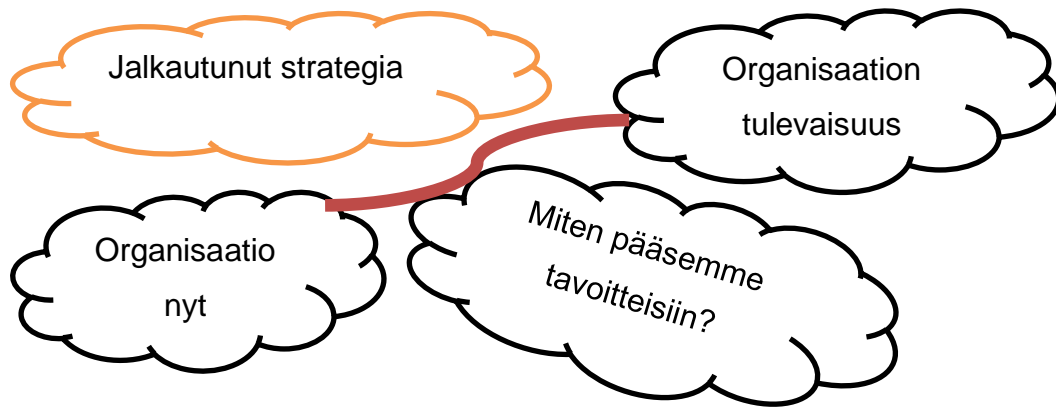 Jalkautunut strategia
Organisaation
tulevaisuus
Organisaatio
nyt
Miten pääsemme
tavoitteisiin?